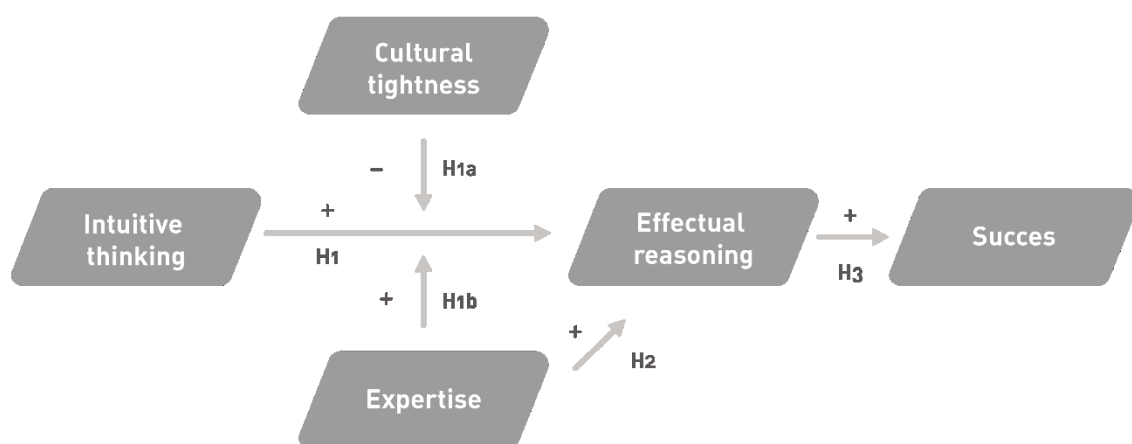 Cultural
tightness
− H1a
Intuitive
thinking
+
H1
Effectual
reasoning
+
H3
Succes
+ H1b
+
H2
Expertise